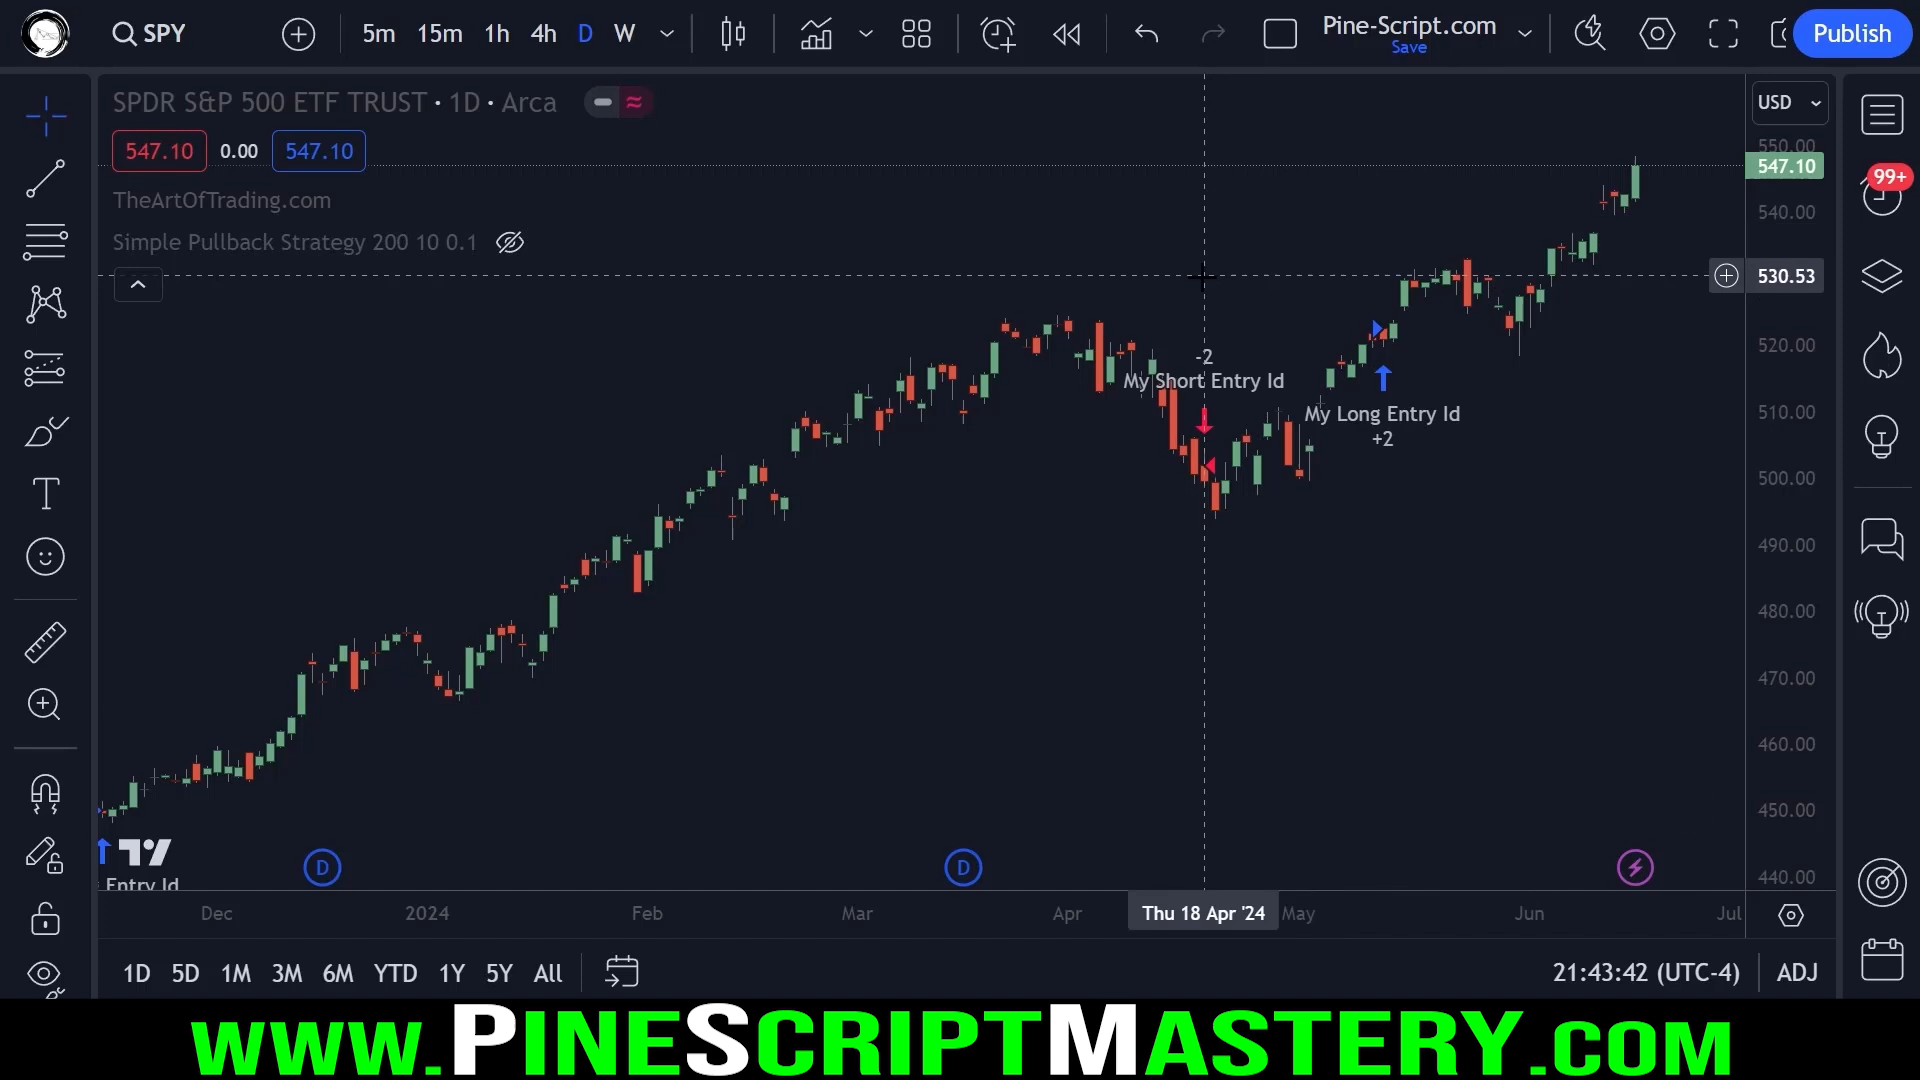 SPY
5m 15m 1h 4h D W
Pine-Script.com
Save
Publish
SPDR S&P 500 ETF TRUST · 1D · Arca
USD
547.10 0.00 547.10
TheArtOfTrading.com
Simple Pullback Strategy 200 10 0.1
550.00
547.10
540.00
530.53
520.00
510.00
500.00
490.00
480.00
470.00
460.00
450.00
440.00
99+
-2
My Short Entry Id
My Long Entry Id
+2
Entry Id
D
D
Dec 2024 Feb Mar Apr Thu 18 Apr '24 May Jun Jul
1D 5D 1M 3M 6M YTD 1Y 5Y All
21:43:42 (UTC-4) ADJ
www.PineScriptMastery.com